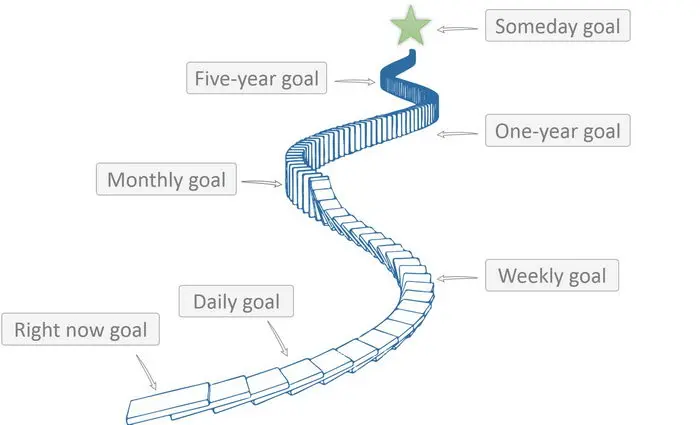 Someday goal
Five-year goal
One-year goal
Monthly goal
Weekly goal
Daily goal
Right now goal